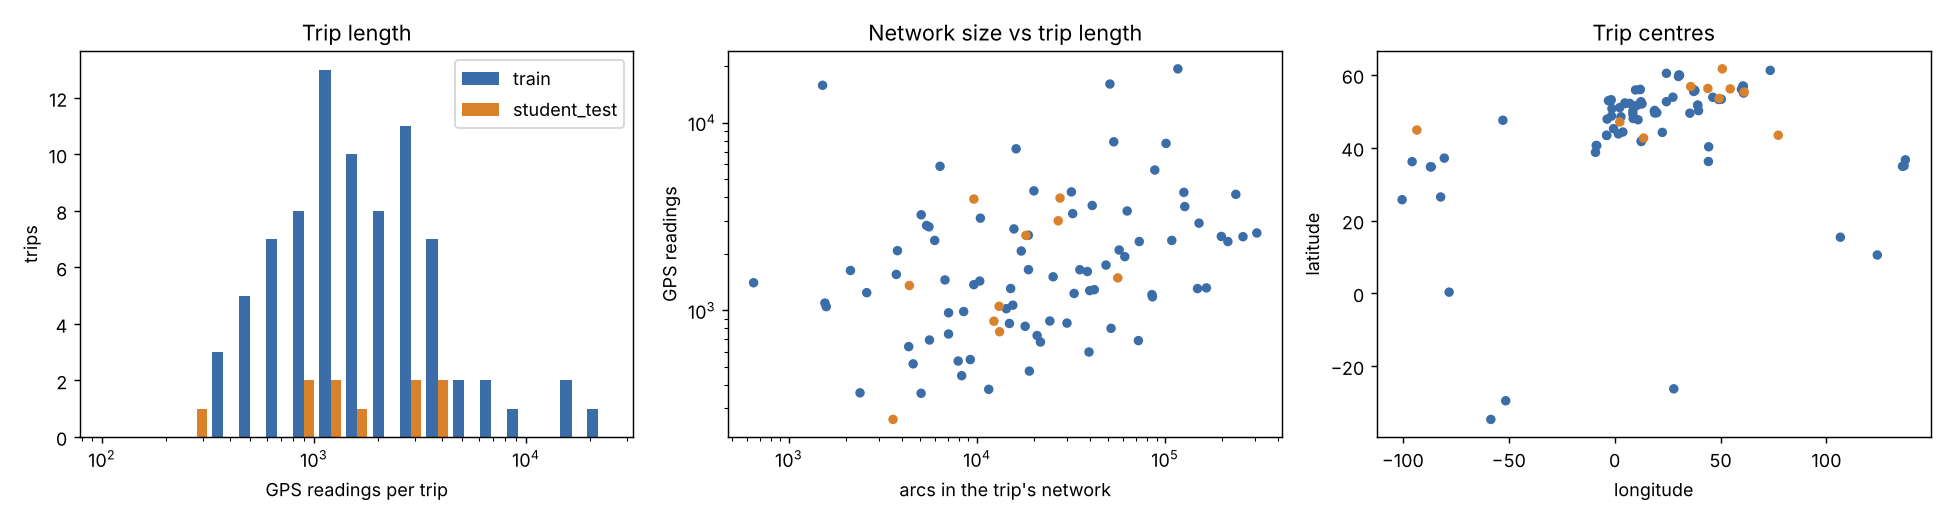 Trip length
train
student_test
trips
12
10
8
6
4
2
0
10²
10³
10⁴
GPS readings per trip
Network size vs trip length
GPS readings
10⁴
10³
10³
10⁴
10⁵
arcs in the trip's network
Trip centres
latitude
60
40
20
0
−20
−100
−50
0
50
100
longitude